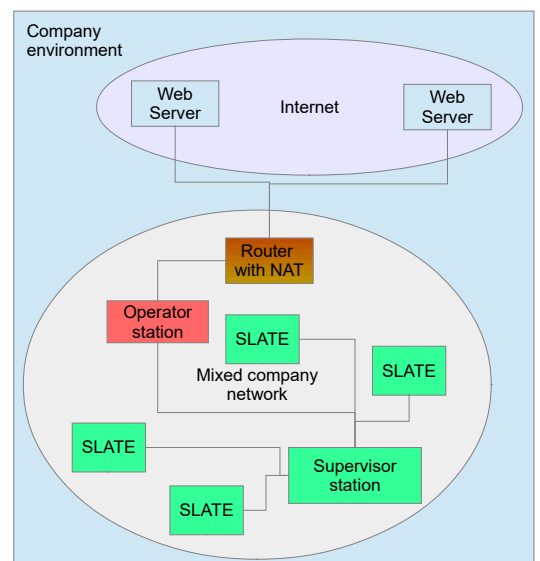 Company
environment
Web
Server
Internet
Web
Server
Router
with NAT
Operator
station
SLATE
SLATE
Mixed company
network
SLATE
Supervisor
station
SLATE